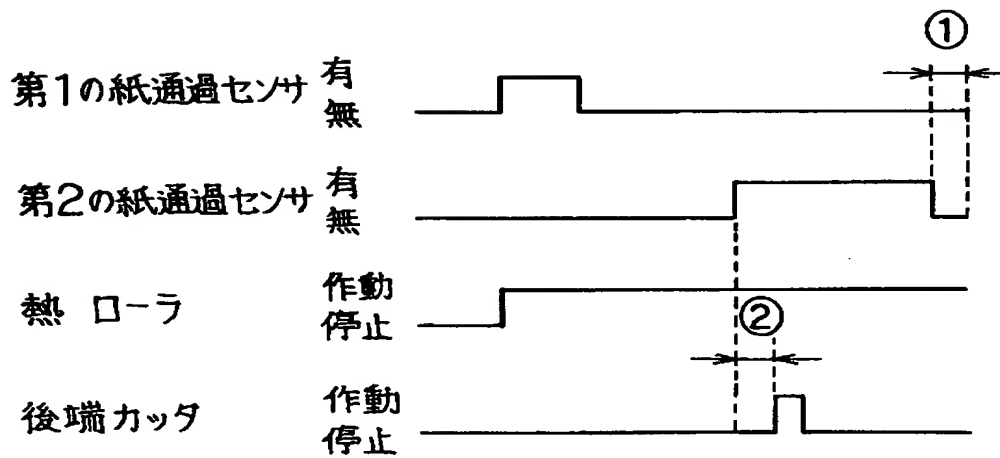 ①
第1の紙通過センサ 有
無
第2の紙通過センサ 有
無
熱 ローラ 作動
停止
②
後端カッタ 作動
停止